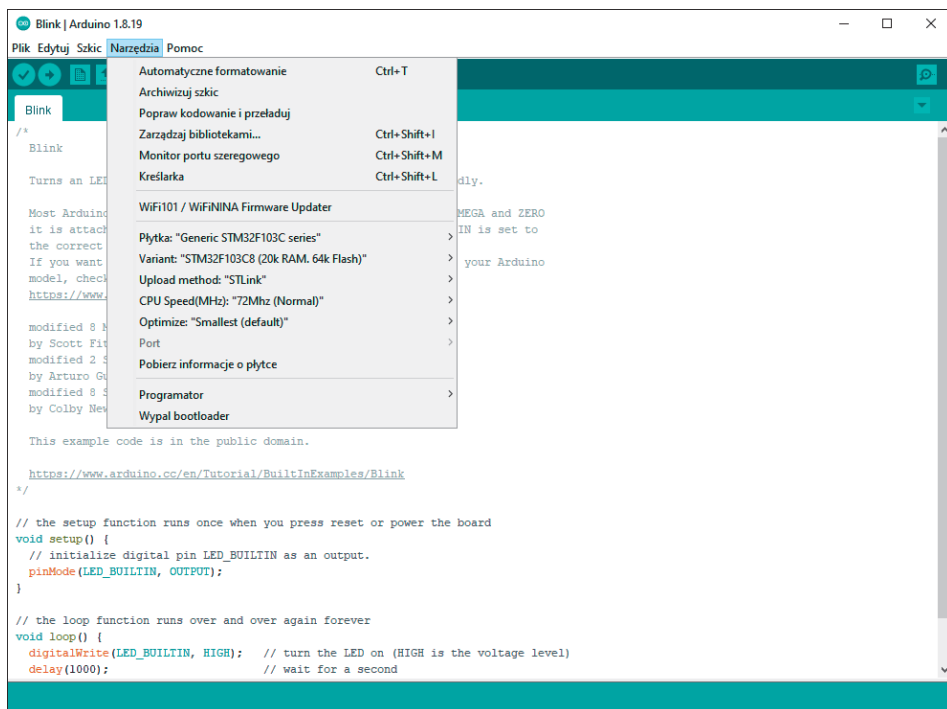 Blink | Arduino 1.8.19
Plik Edytuj Szkic Narzędzia Pomoc
Automatyczne formatowanie Ctrl+T
Archiwizuj szkic
Popraw kodowanie i przeładuj
Zarządzaj bibliotekami... Ctrl+Shift+I
Monitor portu szeregowego Ctrl+Shift+M
Kreślarka Ctrl+Shift+L
WiFi101 / WiFiNINA Firmware Updater
Płytka: "Generic STM32F103C series"
Variant: "STM32F103C8 (20k RAM. 64k Flash)"
Upload method: "STLink"
CPU Speed(MHz): "72Mhz (Normal)"
Optimize: "Smallest (default)"
Port
Pobierz informacje o płytce
Programator
Wypal bootloader
Blink
/*
Blink
Turns an LED dly.
Most Arduino MEGA and ZERO
it is attach IN is set to
the correct
If you want your Arduino
model, check
https://www.
modified 8 M
by Scott Fit
modified 2 S
by Arturo Gu
modified 8 S
by Colby New
This example code is in the public domain.
https://www.arduino.cc/en/Tutorial/BuiltInExamples/Blink
*/
// the setup function runs once when you press reset or power the board
void setup() {
// initialize digital pin LED_BUILTIN as an output.
pinMode(LED_BUILTIN, OUTPUT);
}
// the loop function runs over and over again forever
void loop() {
digitalWrite(LED_BUILTIN, HIGH); // turn the LED on (HIGH is the voltage level)
delay(1000); // wait for a second